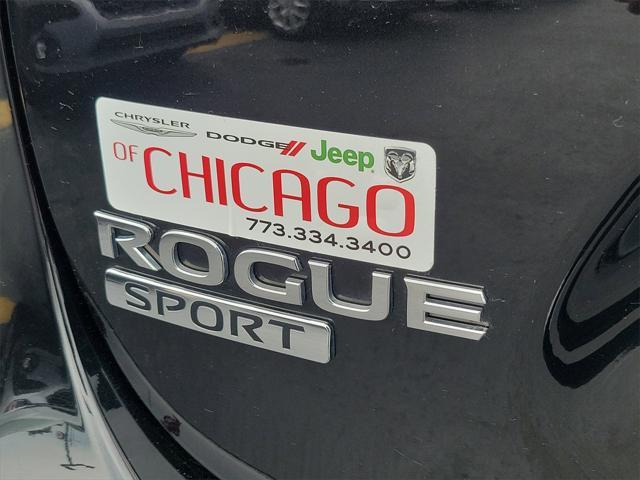 CHRYSLER DODGE Jeep
OF CHICAGO
773.334.3400
ROGUE
SPORT